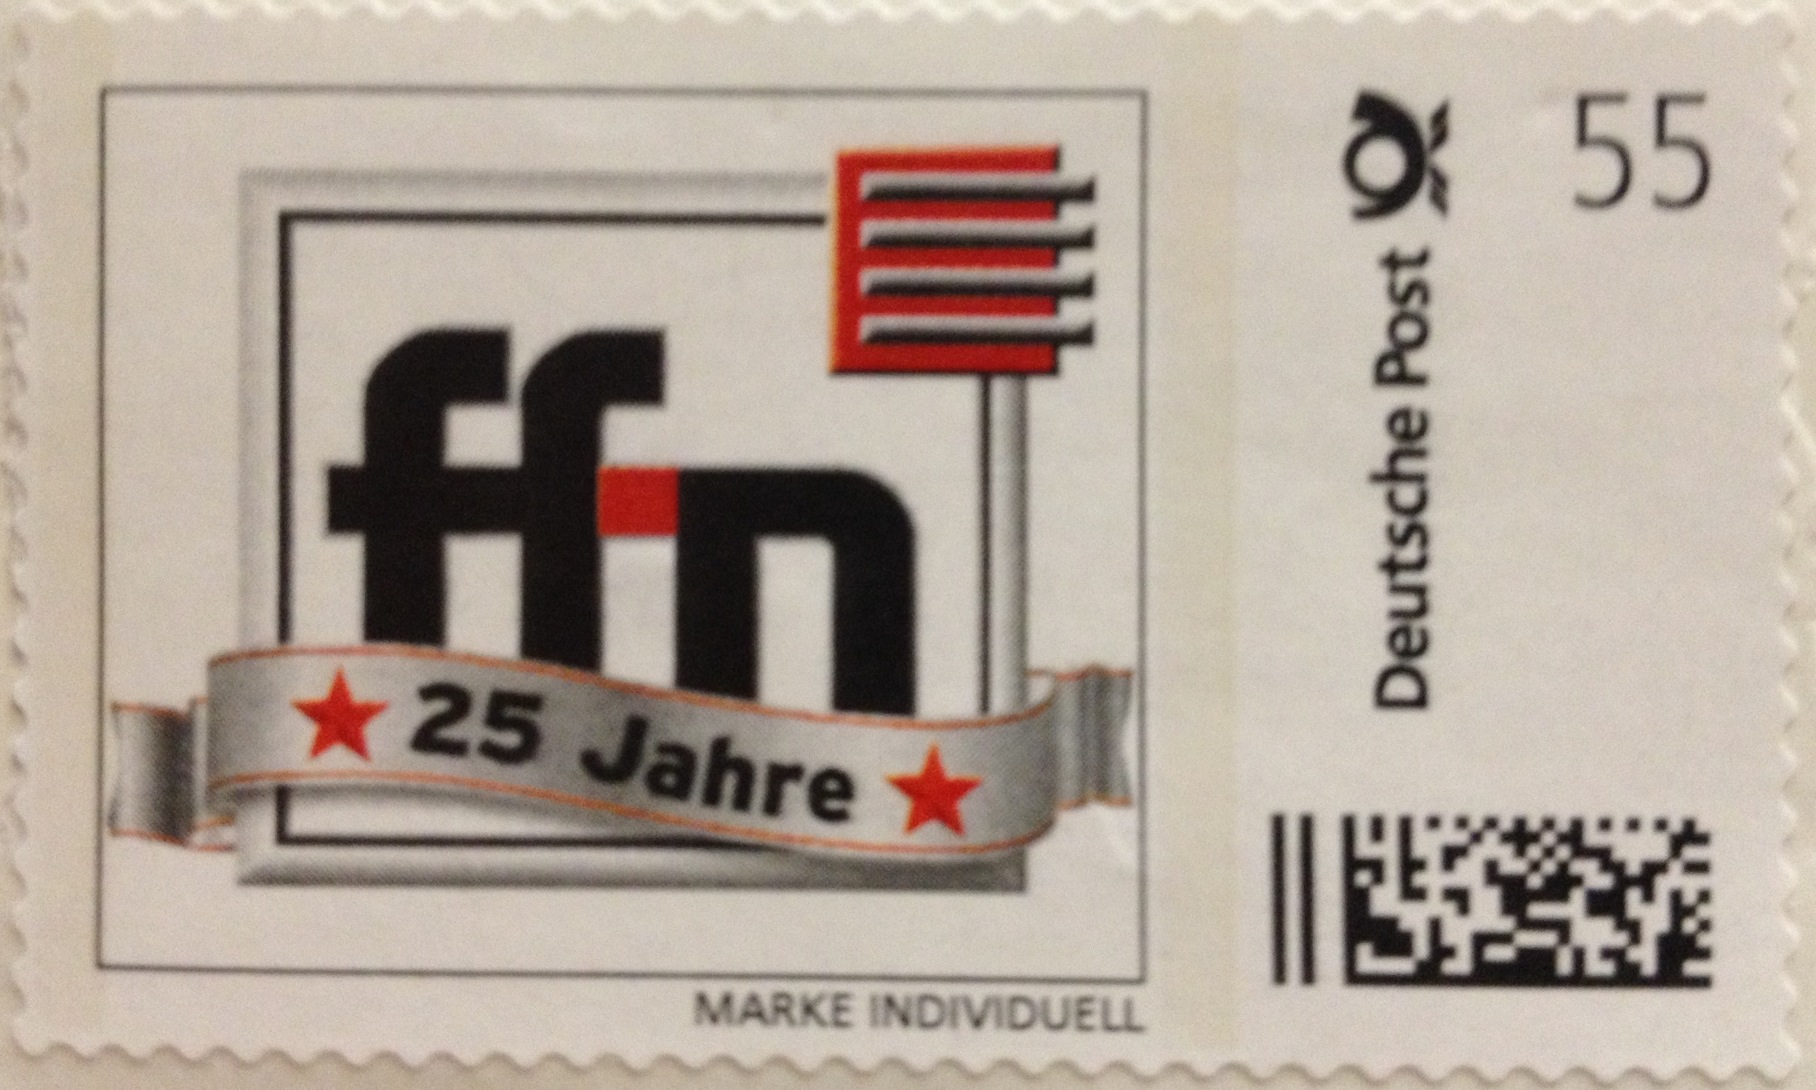 ffn
25 Jahre
MARKE INDIVIDUELL
Deutsche Post
55